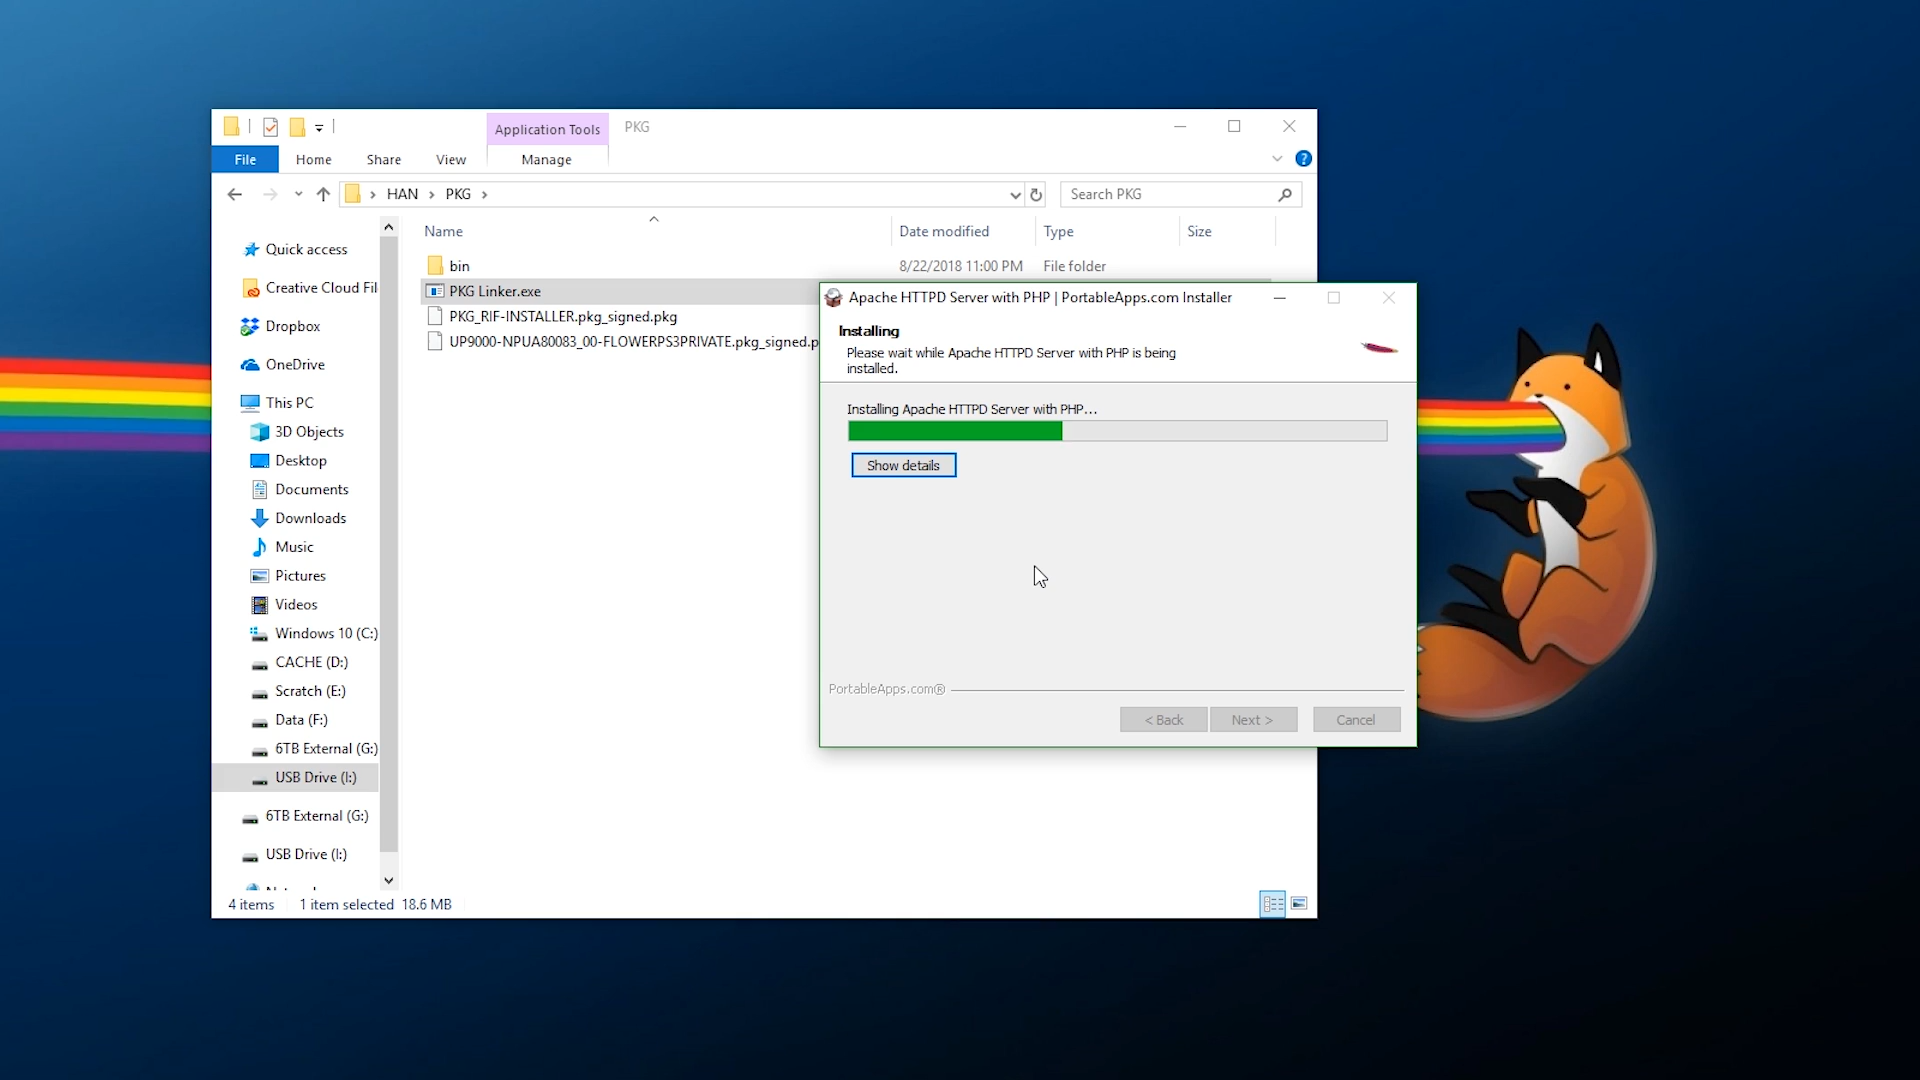 Application Tools
PKG
File
Home
Share
View
Manage
HAN
PKG
Search PKG
Name
Date modified
Type
Size
Quick access
Creative Cloud Fil
Dropbox
OneDrive
This PC
3D Objects
Desktop
Documents
Downloads
Music
Pictures
Videos
Windows 10 (C:)
CACHE (D:)
Scratch (E:)
Data (F:)
6TB External (G:)
USB Drive (I:)
6TB External (G:)
USB Drive (I:)
bin
8/22/2018 11:00 PM
File folder
PKG Linker.exe
PKG_RIF-INSTALLER.pkg_signed.pkg
UP9000-NPUA80083_00-FLOWERPS3PRIVATE.pkg_signed.p
Apache HTTPD Server with PHP | PortableApps.com Installer
Installing
Please wait while Apache HTTPD Server with PHP is being
installed.
Installing Apache HTTPD Server with PHP...
Show details
PortableApps.com®
< Back
Next >
Cancel
4 items
1 item selected
18.6 MB